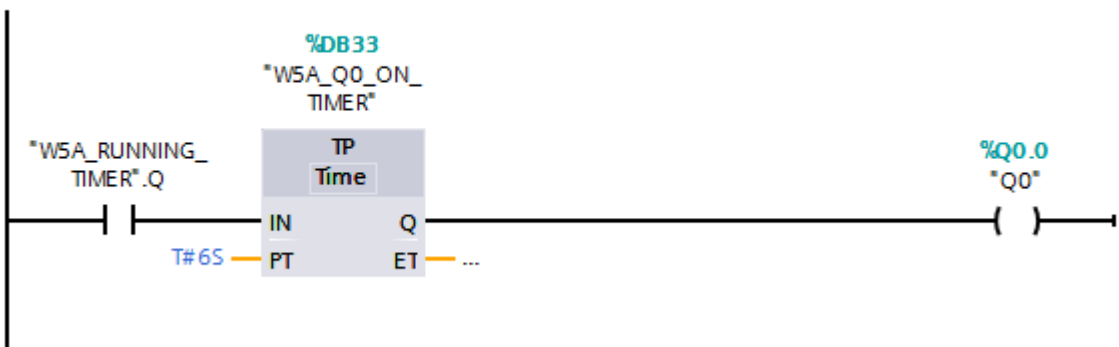 %DB33
"W5A_Q0_ON_
TIMER"
"W5A_RUNNING_
TIMER".Q
TP
Time
%Q0.0
"Q0"
IN
Q
T#6S
PT
ET
...